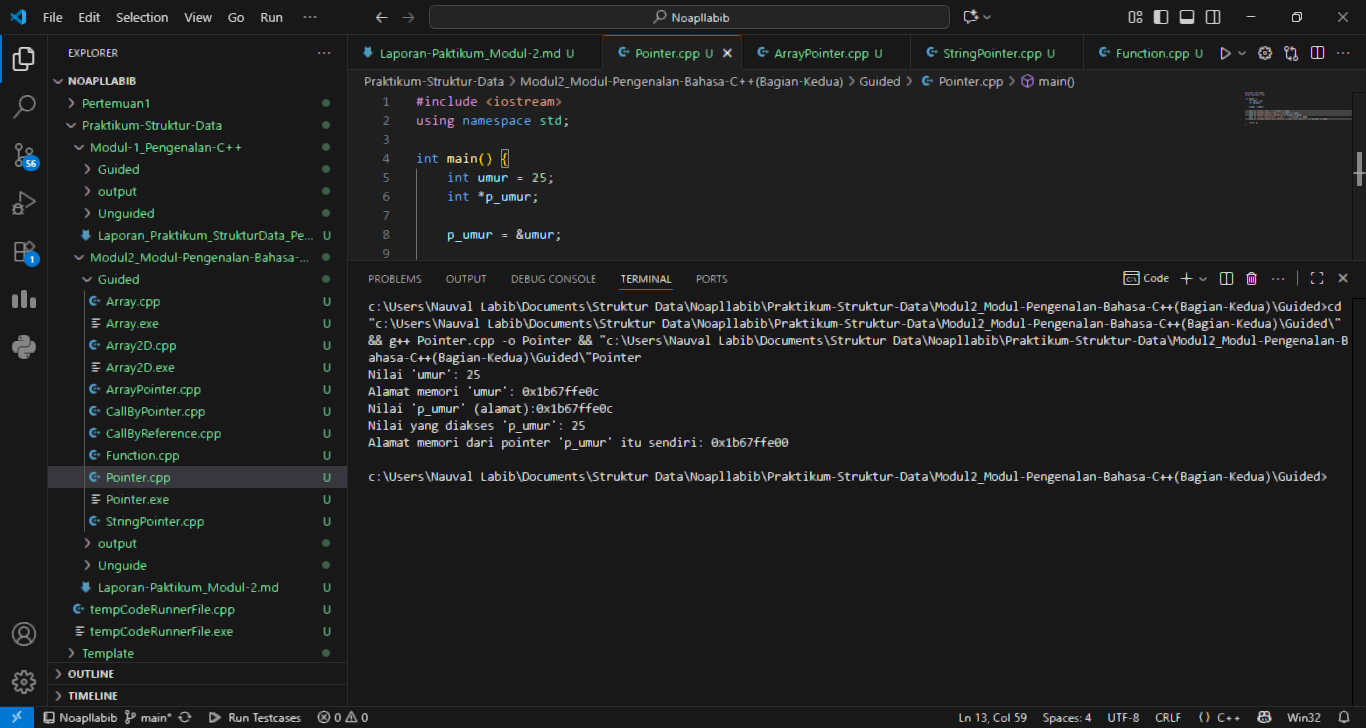 File Edit Selection View Go Run ···
Noapllabib
EXPLORER
NOAPLLABIB
Pertemuan1
Praktikum-Struktur-Data
Modul-1_Pengenalan-C++
Guided
output
Unguided
Laporan_Praktikum_StrukturData_Pe... U
Modul2_Modul-Pengenalan-Bahasa-...
Guided
Array.cpp U
Array.exe U
Array2D.cpp U
Array2D.exe U
ArrayPointer.cpp U
CallByPointer.cpp U
CallByReference.cpp U
Function.cpp U
Pointer.cpp U
Pointer.exe U
StringPointer.cpp U
output
Unguide
Laporan-Paktikum_Modul-2.md U
tempCodeRunnerFile.cpp U
tempCodeRunnerFile.exe U
Template
OUTLINE
TIMELINE
56
1
Laporan-Paktikum_Modul-2.md U Pointer.cpp U ArrayPointer.cpp U StringPointer.cpp U Function.cpp U
Praktikum-Struktur-Data > Modul2_Modul-Pengenalan-Bahasa-C++(Bagian-Kedua) > Guided > Pointer.cpp > main()
1 #include <iostream>
2 using namespace std;
3
4 int main() {
5 int umur = 25;
6 int *p_umur;
7
8 p_umur = &umur;
9
PROBLEMS OUTPUT DEBUG CONSOLE TERMINAL PORTS
Code
c:\Users\Nauval Labib\Documents\Struktur Data\Noapllabib\Praktikum-Struktur-Data\Modul2_Modul-Pengenalan-Bahasa-C++(Bagian-Kedua)\Guided>cd
"c:\Users\Nauval Labib\Documents\Struktur Data\Noapllabib\Praktikum-Struktur-Data\Modul2_Modul-Pengenalan-Bahasa-C++(Bagian-Kedua)\Guided\"
&& g++ Pointer.cpp -o Pointer && "c:\Users\Nauval Labib\Documents\Struktur Data\Noapllabib\Praktikum-Struktur-Data\Modul2_Modul-Pengenalan-B
ahasa-C++(Bagian-Kedua)\Guided\"Pointer
Nilai 'umur': 25
Alamat memori 'umur': 0x1b67ffe0c
Nilai 'p_umur' (alamat):0x1b67ffe0c
Nilai yang diakses 'p_umur': 25
Alamat memori dari pointer 'p_umur' itu sendiri: 0x1b67ffe00
c:\Users\Nauval Labib\Documents\Struktur Data\Noapllabib\Praktikum-Struktur-Data\Modul2_Modul-Pengenalan-Bahasa-C++(Bagian-Kedua)\Guided>
Noapllabib main* Run Testcases 0 0 Ln 13, Col 59 Spaces: 4 UTF-8 CRLF {} C++ Win32